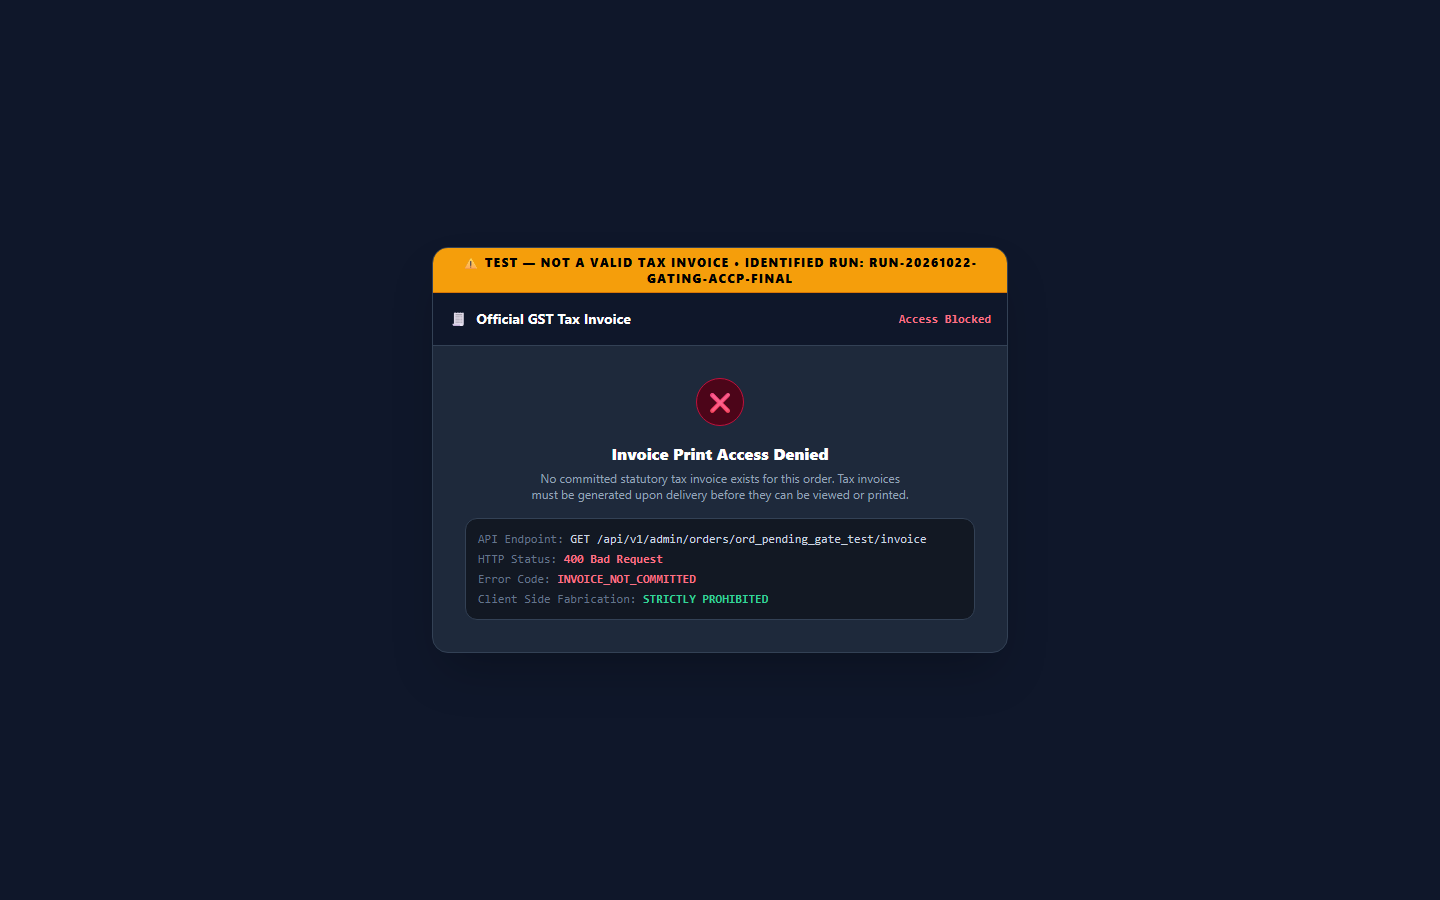 ⚠️ TEST — NOT A VALID TAX INVOICE • IDENTIFIED RUN: RUN-20261022-
GATING-ACCP-FINAL
Official GST Tax Invoice
Access Blocked
Invoice Print Access Denied
No committed statutory tax invoice exists for this order. Tax invoices
must be generated upon delivery before they can be viewed or printed.
API Endpoint: GET /api/v1/admin/orders/ord_pending_gate_test/invoice
HTTP Status: 400 Bad Request
Error Code: INVOICE_NOT_COMMITTED
Client Side Fabrication: STRICTLY PROHIBITED